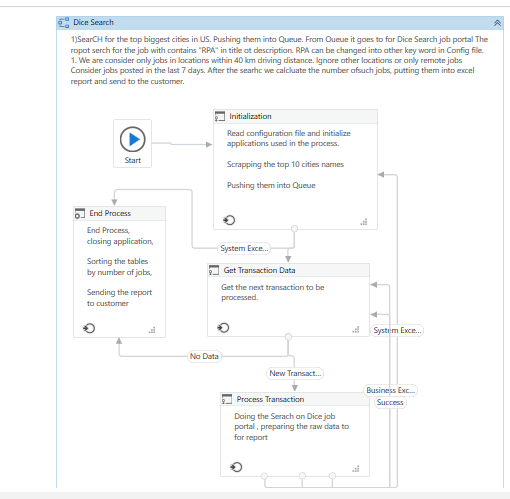 Dice Search
1)SearCH for the top biggest cities in US. Pushing them into Queue. From Oueue it goes to for Dice Search job portal The
ropot serch for the job with contains "RPA" in title ot description. RPA can be changed into other key word in Config file.
1. We are consider only jobs in locations within 40 km driving distance. Ignore other locations or only remote jobs
Consider jobs posted in the last 7 days. After the searhc we calcluate the number ofsuch jobs, putting them into excel
report and send to the customer.
Initialization
Read configuration file and initialize
applications used in the process.
Scrapping the top 10 cities names
Pushing them into Queue
Start
End Process
End Process,
closing application,
Sorting the tables
by number of jobs,
Sending the report
to customer
System Exce...
Get Transaction Data
Get the next transaction to be
processed.
System Exce...
No Data
New Transact...
Business Exc...
Success
Process Transaction
Doing the Serach on Dice job
portal , preparing the raw data to
for report